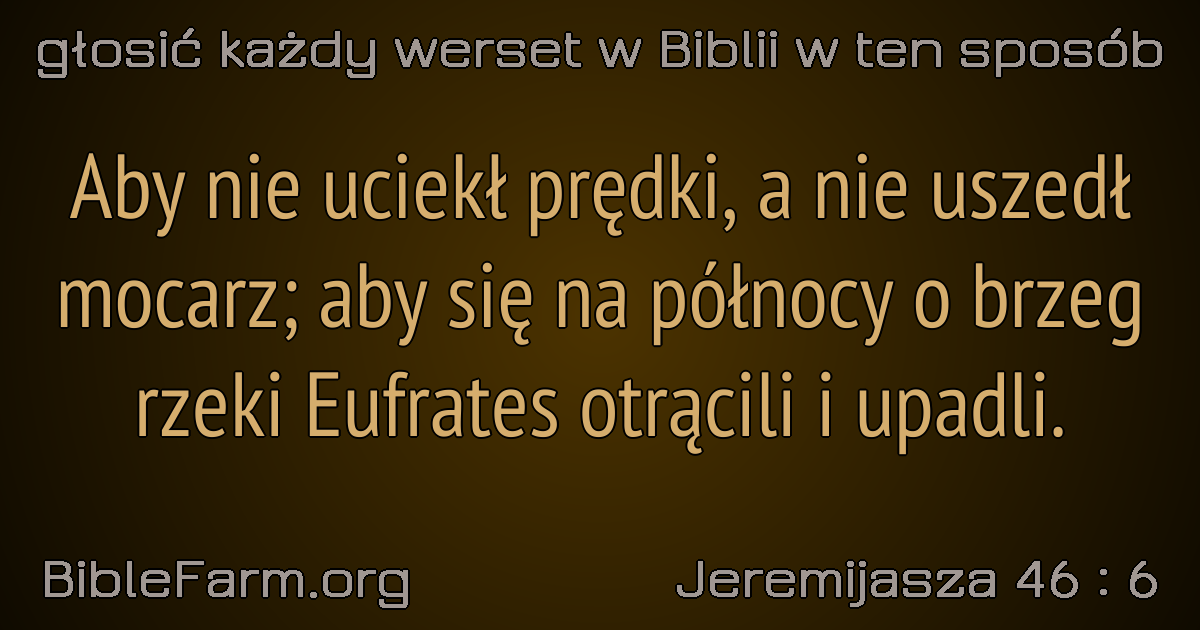 głosić każdy werset w Biblii w ten sposób
Aby nie uciekł prędki, a nie uszedł
mocarz; aby się na północy o brzeg
rzeki Eufrates otrącili i upadli.
BibleFarm.org
Jeremijasza 46 : 6